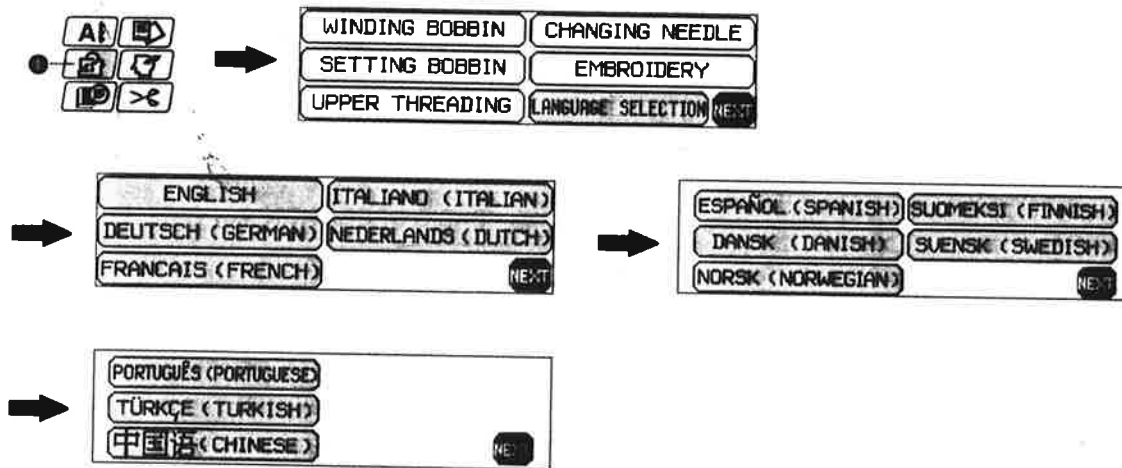 A
WINDING BOBBIN CHANGING NEEDLE
SETTING BOBBIN EMBROIDERY
UPPER THREADING LANGUAGE SELECTION NEXT
ENGLISH ITALIANO (ITALIAN)
DEUTSCH (GERMAN) NEDERLANDS (DUTCH)
FRANCAIS (FRENCH) NEXT
ESPAÑOL (SPANISH) SUOMEKSI (FINNISH)
DANSK (DANISH) SVENSK (SWEDISH)
NORSK (NORWEGIAN) NEXT
PORTUGUÊS (PORTUGUESE)
TÜRKÇE (TURKISH)
中国语 (CHINESE) NEXT